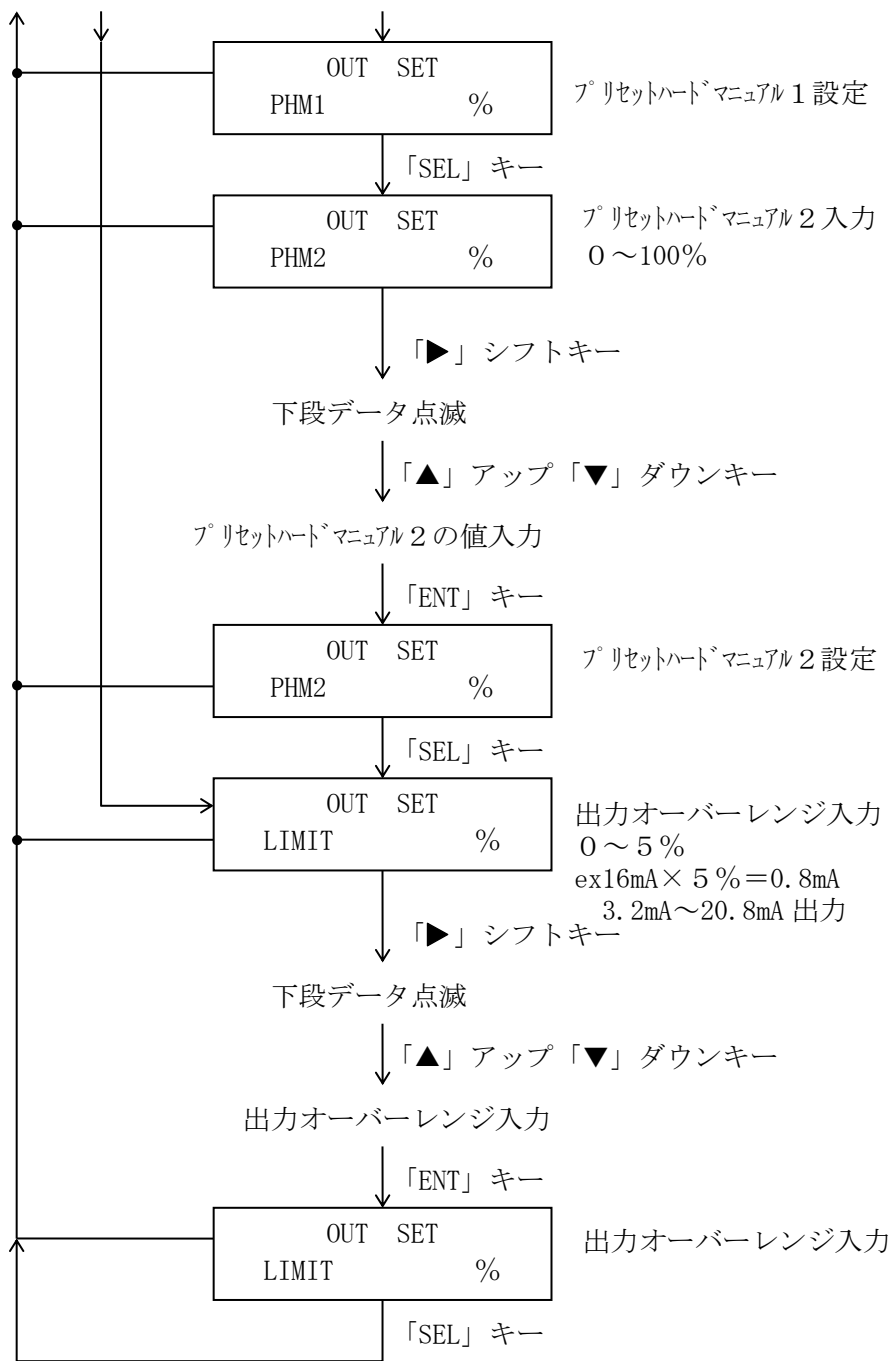 OUT SET
PHM1 %
プリセットハードマニュアル1設定
「SEL」キー
OUT SET
PHM2 %
プリセットハードマニュアル2入力
0～100%
「▶」シフトキー
下段データ点滅
「▲」アップ「▼」ダウンキー
プリセットハードマニュアル2の値入力
「ENT」キー
OUT SET
PHM2 %
プリセットハードマニュアル2設定
「SEL」キー
OUT SET
LIMIT %
出力オーバーレンジ入力
0～5%
ex16mA×5%=0.8mA
3.2mA～20.8mA 出力
「▶」シフトキー
下段データ点滅
「▲」アップ「▼」ダウンキー
出力オーバーレンジ入力
「ENT」キー
OUT SET
LIMIT %
出力オーバーレンジ入力
「SEL」キー